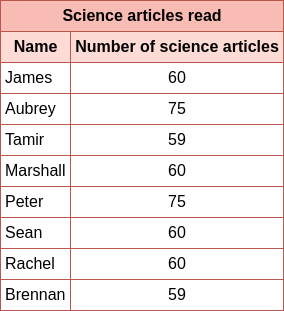 Science articles read
Name Number of science articles
James 60
Aubrey 75
Tamir 59
Marshall 60
Peter 75
Sean 60
Rachel 60
Brennan 59